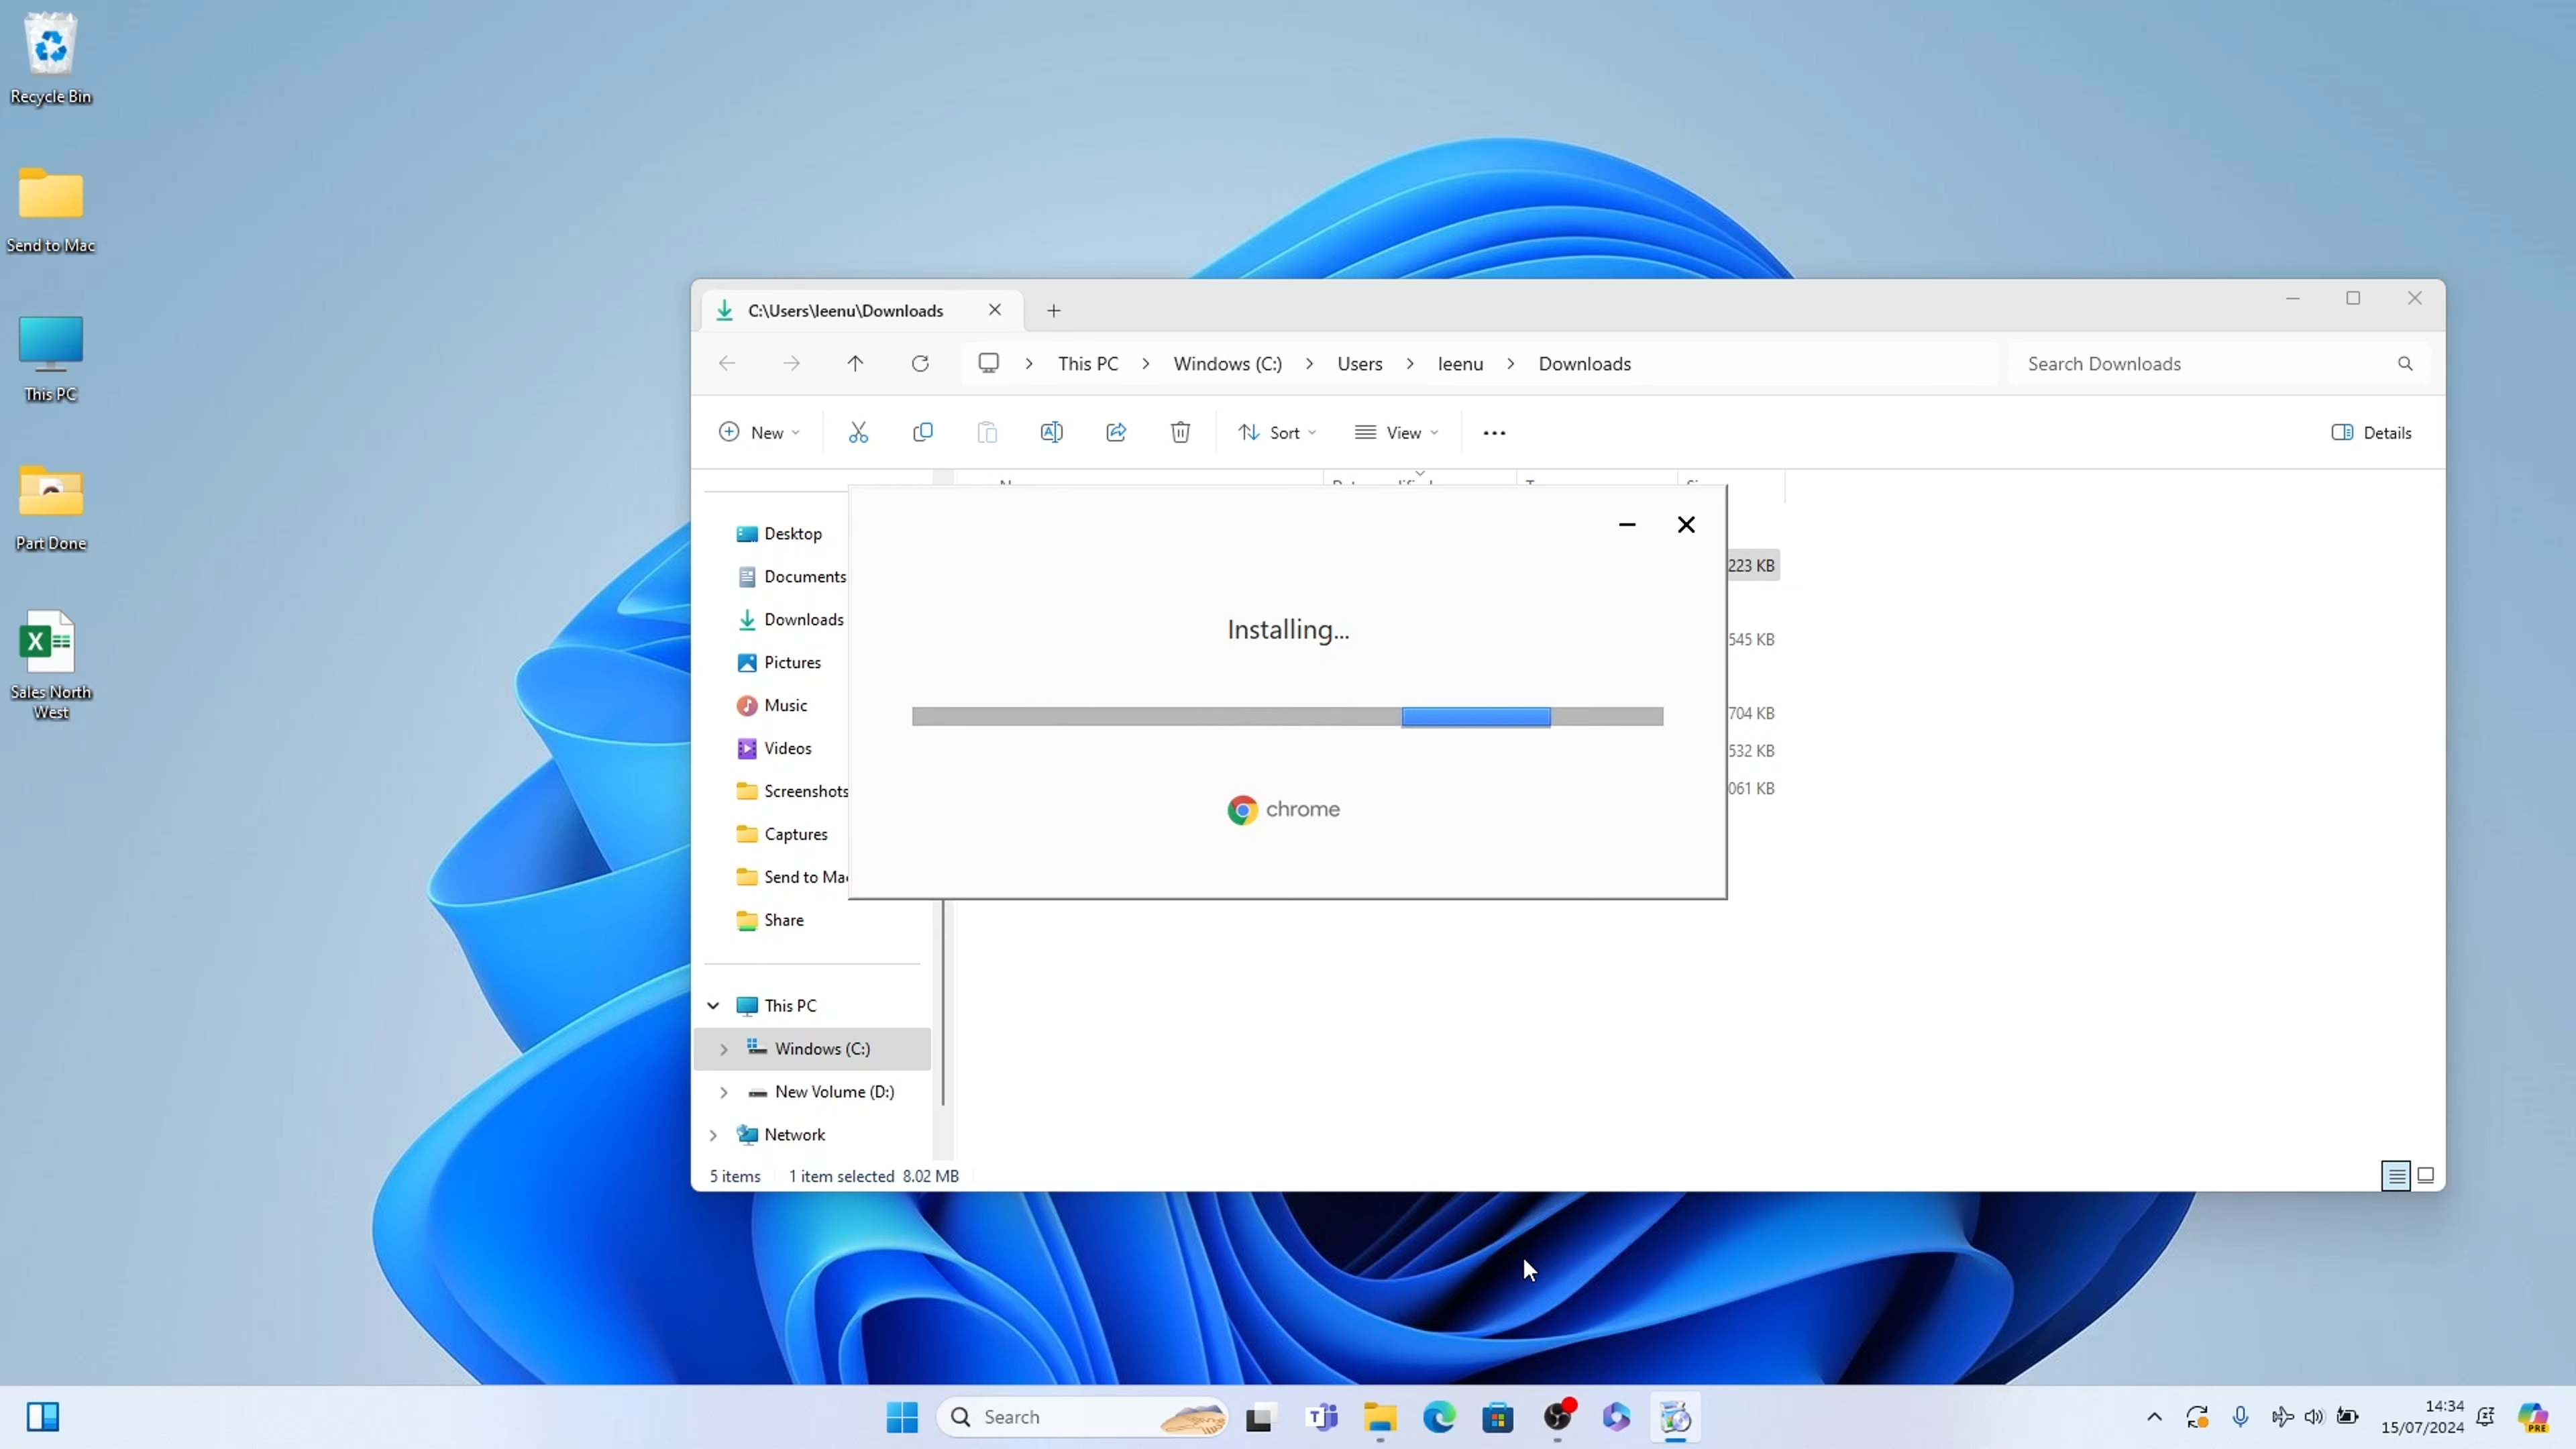 Recycle Bin
Send to Mac
This PC
Part Done
Sales North
West
C:\Users\leenu\Downloads
This PC
Windows (C:)
Users
leenu
Downloads
Search Downloads
New
Sort
View
Details
Desktop
Documents
Downloads
Pictures
Music
Videos
Screenshots
Captures
Send to Mac
Share
This PC
Windows (C:)
New Volume (D:)
Network
Installing...
chrome
223 KB
545 KB
704 KB
532 KB
061 KB
5 items
1 item selected 8.02 MB
Search
14:34
15/07/2024
PRE